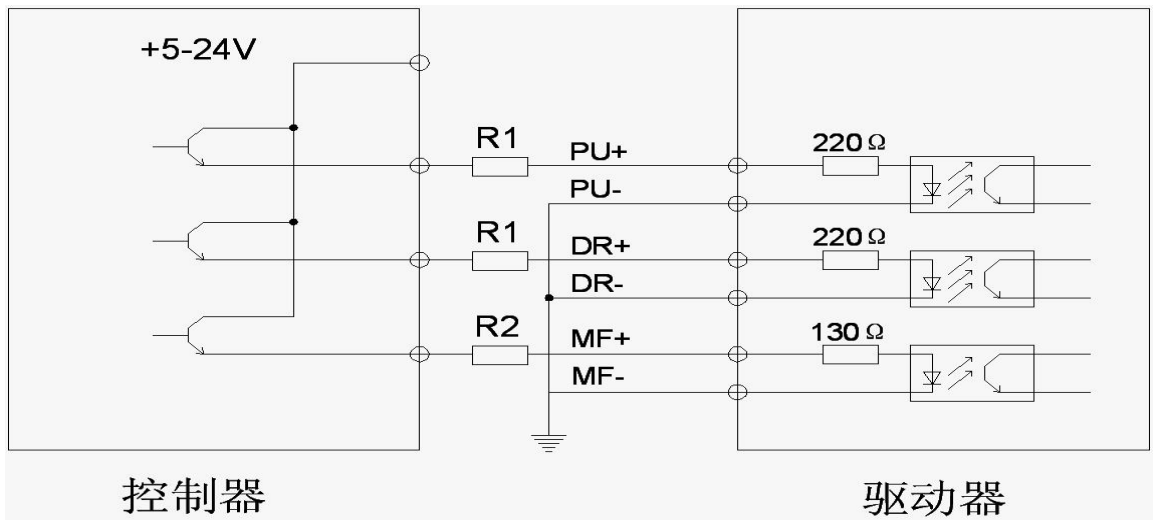 +5-24V
R1
PU+
220Ω
PU-
R1
DR+
220Ω
DR-
R2
MF+
130Ω
MF-
控制器
驱动器